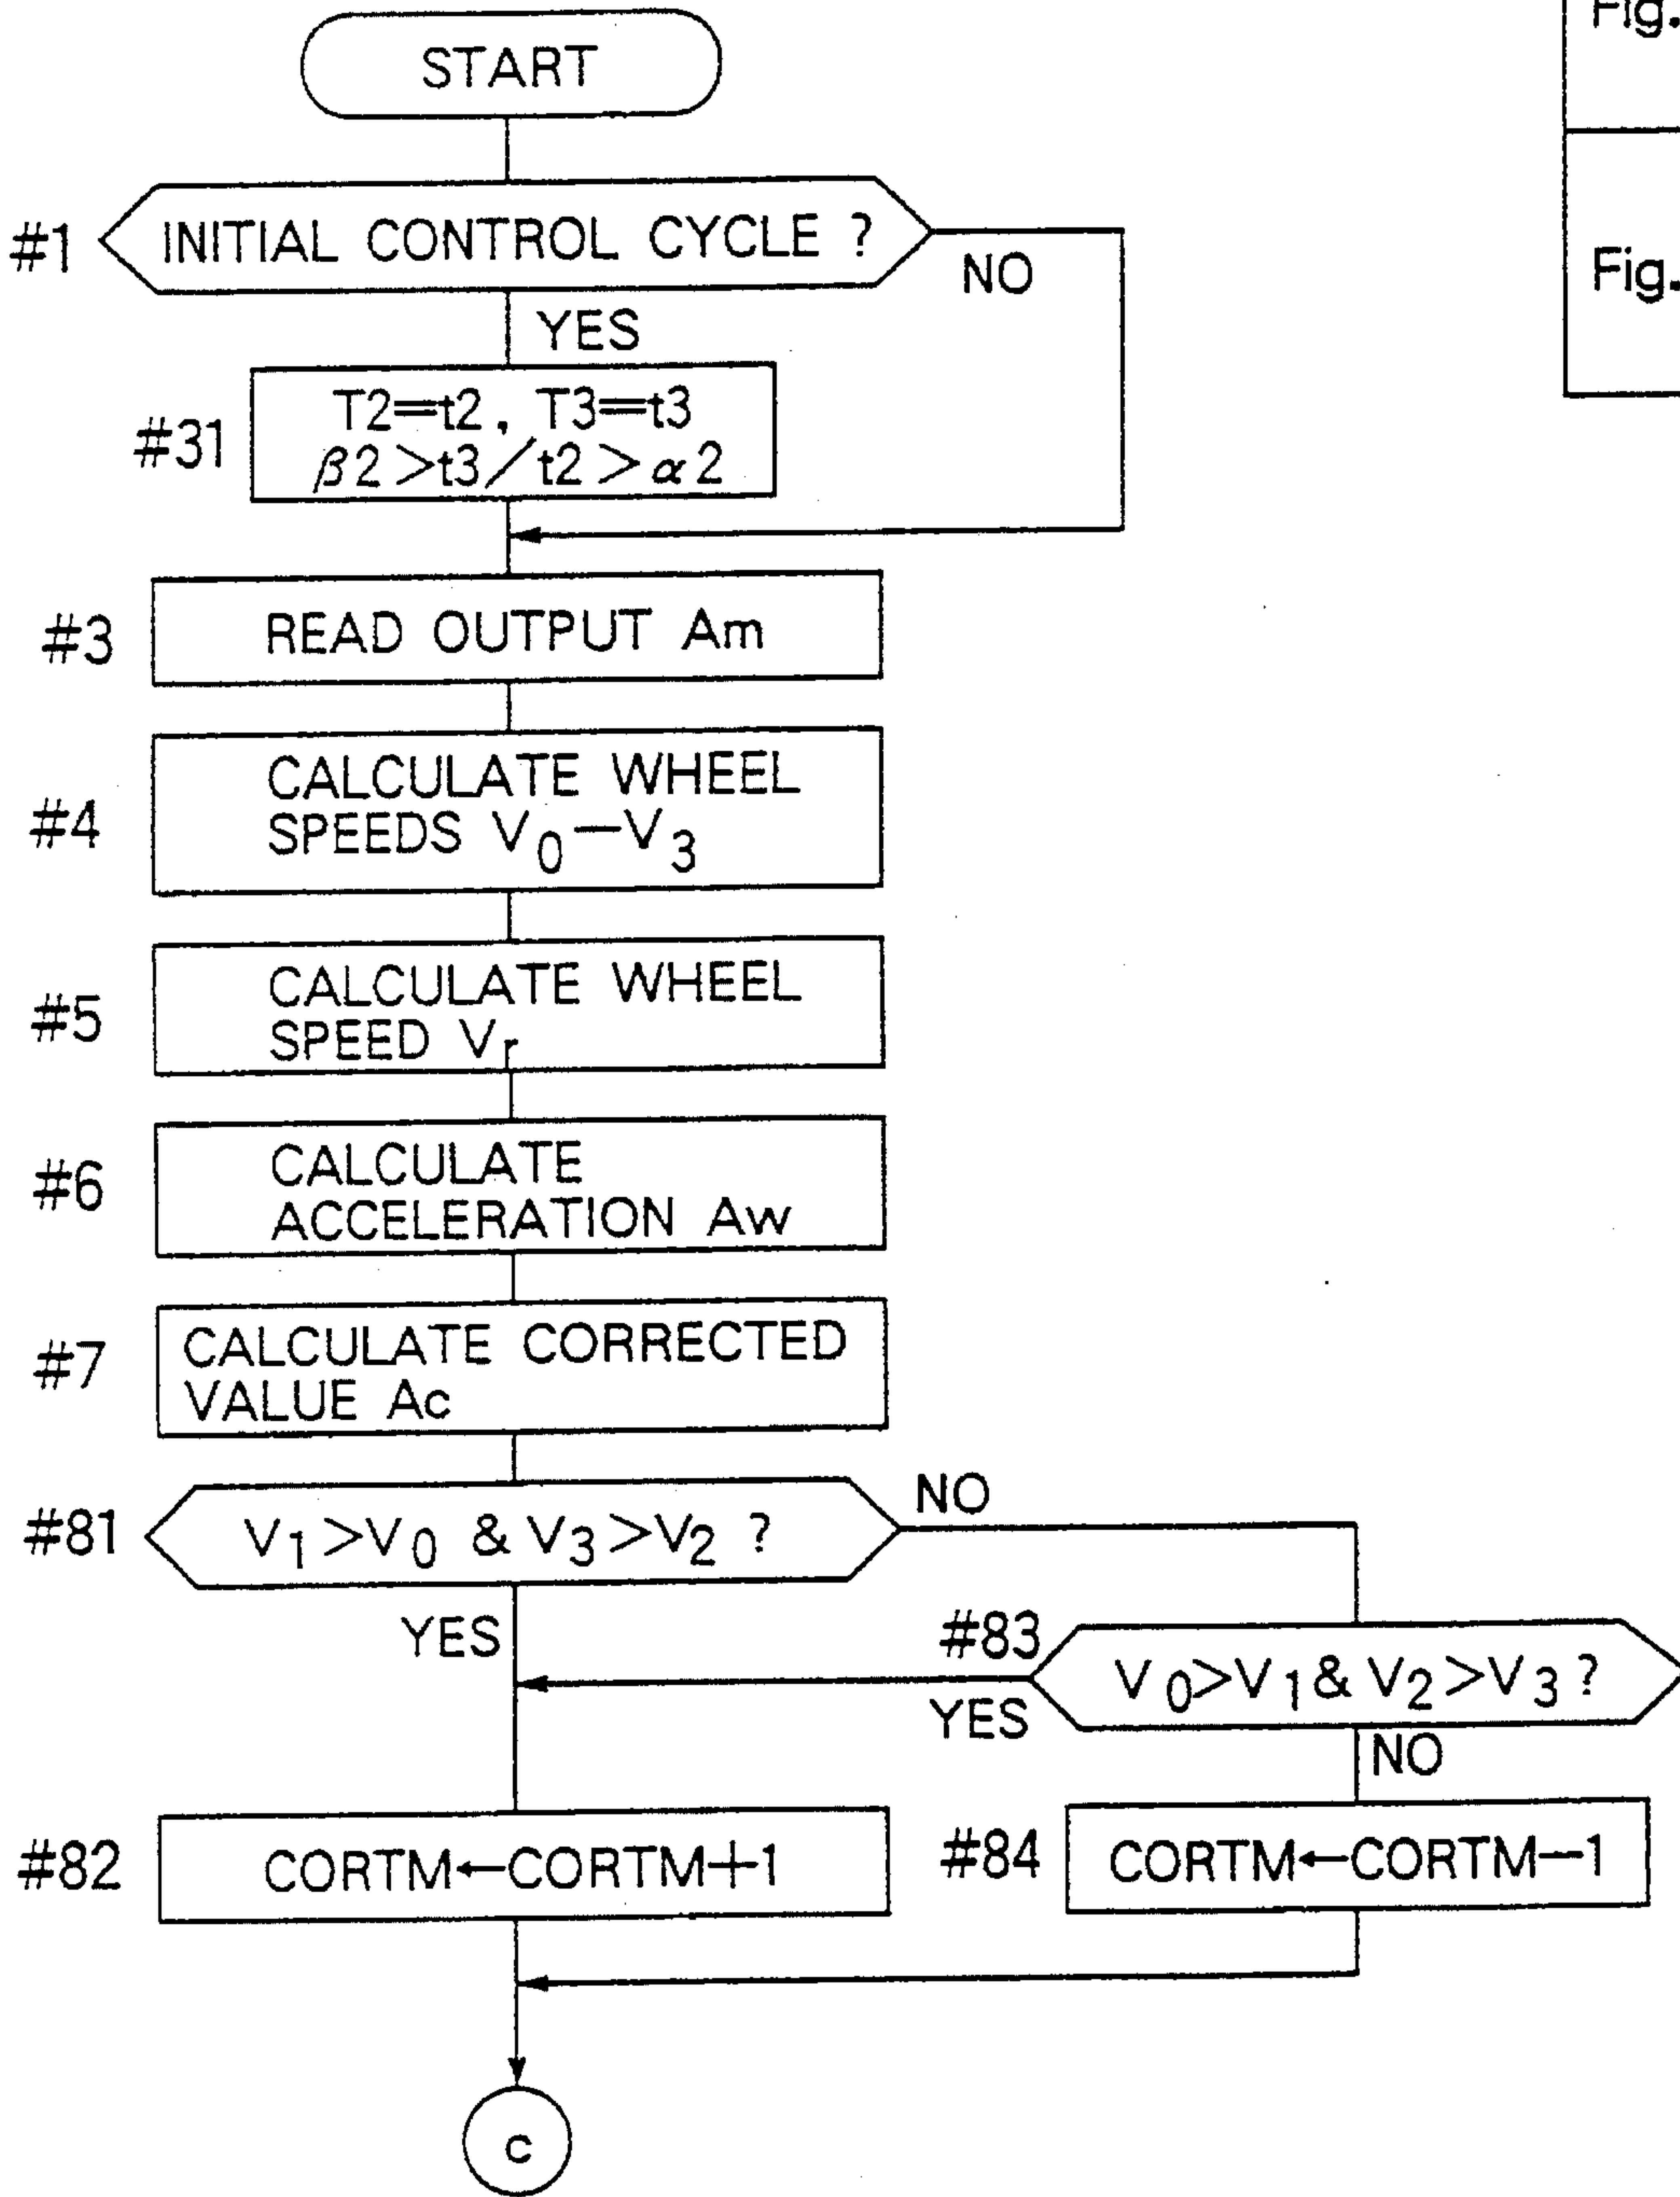 START
Fig.
#1
INITIAL CONTROL CYCLE ?
NO
Fig.
YES
#31
T2=t2, T3=t3
β2>t3/t2>α2
#3
READ OUTPUT Am
#4
CALCULATE WHEEL
SPEEDS V₀-V₃
#5
CALCULATE WHEEL
SPEED Vr
#6
CALCULATE
ACCELERATION Aw
#7
CALCULATE CORRECTED
VALUE Ac
#81
V₁>V₀ & V₃>V₂ ?
NO
YES
#83
V₀>V₁ & V₂>V₃ ?
YES
NO
#82
CORTM←CORTM+1
#84
CORTM←CORTM-1
c